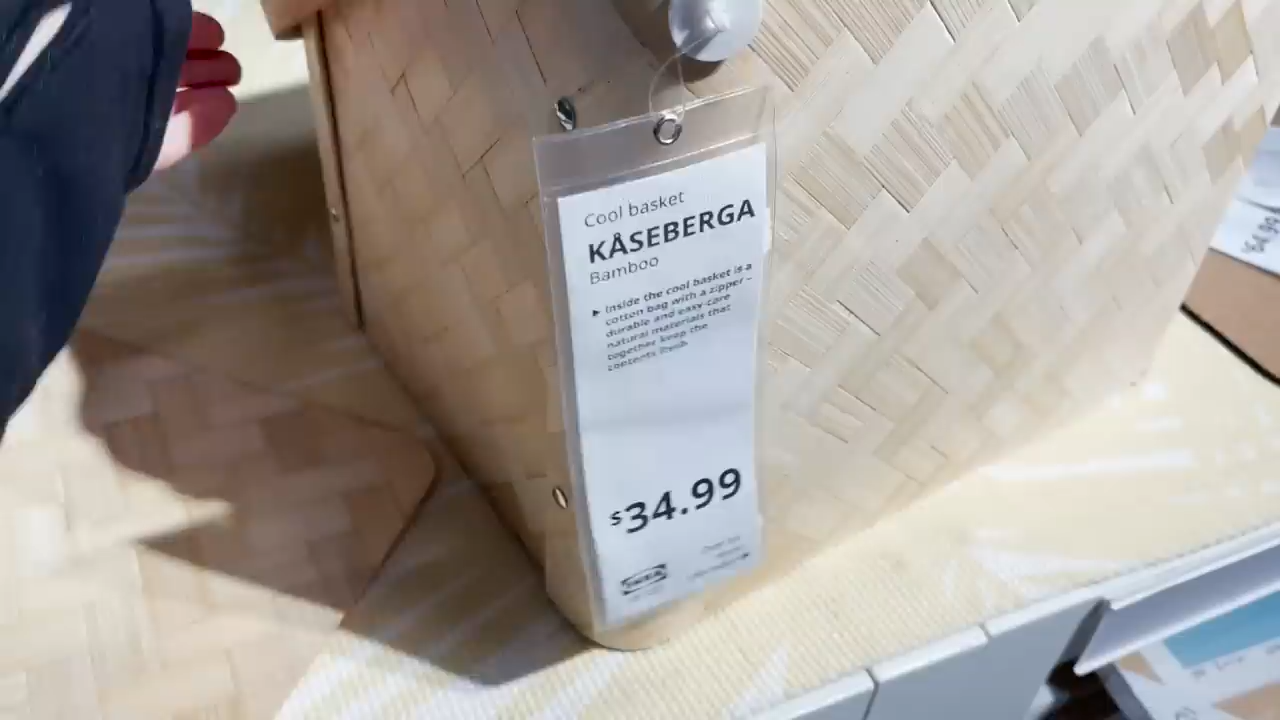 Cool basket
KÅSEBERGA
Bamboo
▸ Inside the cool basket is a
cotton bag with a zipper –
durable and easy-care
natural materials that
together keep the
contents fresh.
$34.99
IKEA